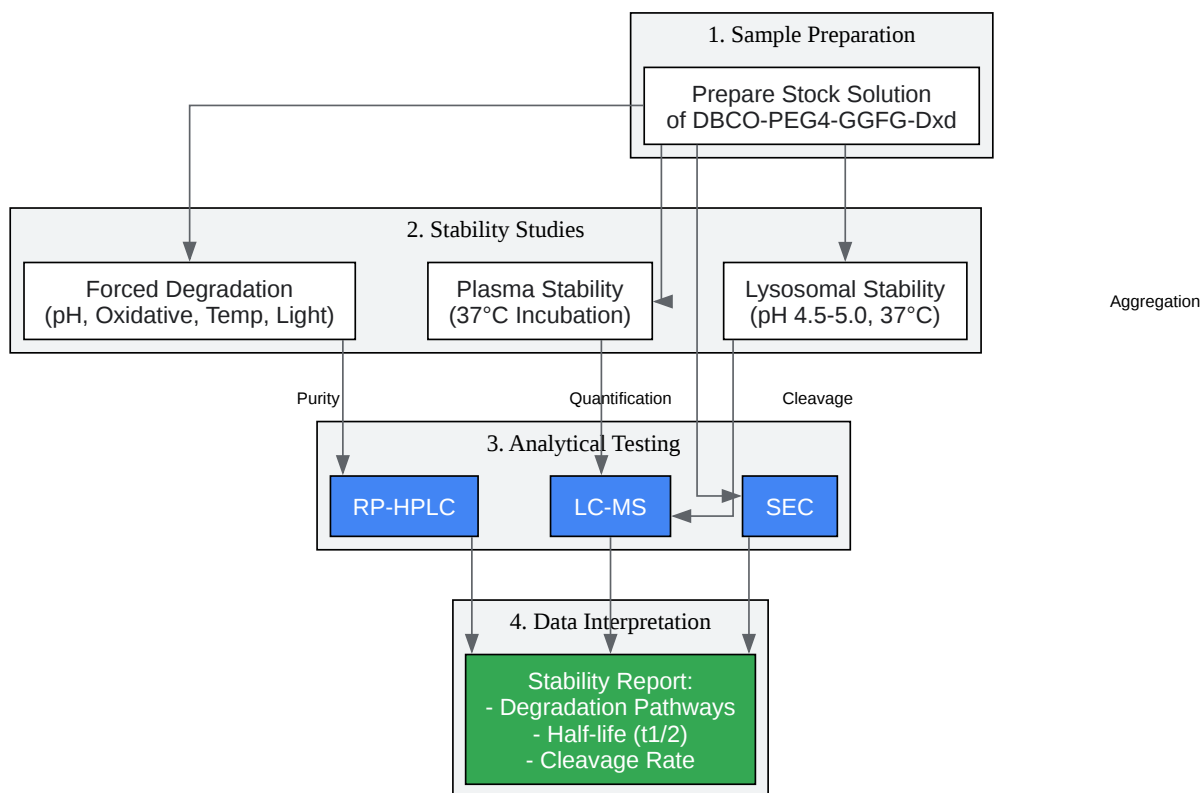 1. Sample Preparation
Prepare Stock Solution
of DBCO-PEG4-GGFG-Dxd
2. Stability Studies
Forced Degradation
(pH, Oxidative, Temp, Light)
Plasma Stability
(37°C Incubation)
Lysosomal Stability
(pH 4.5-5.0, 37°C)
Aggregation
Purity
Quantification
Cleavage
3. Analytical Testing
RP-HPLC
LC-MS
SEC
4. Data Interpretation
Stability Report:
- Degradation Pathways
- Half-life (t1/2)
- Cleavage Rate